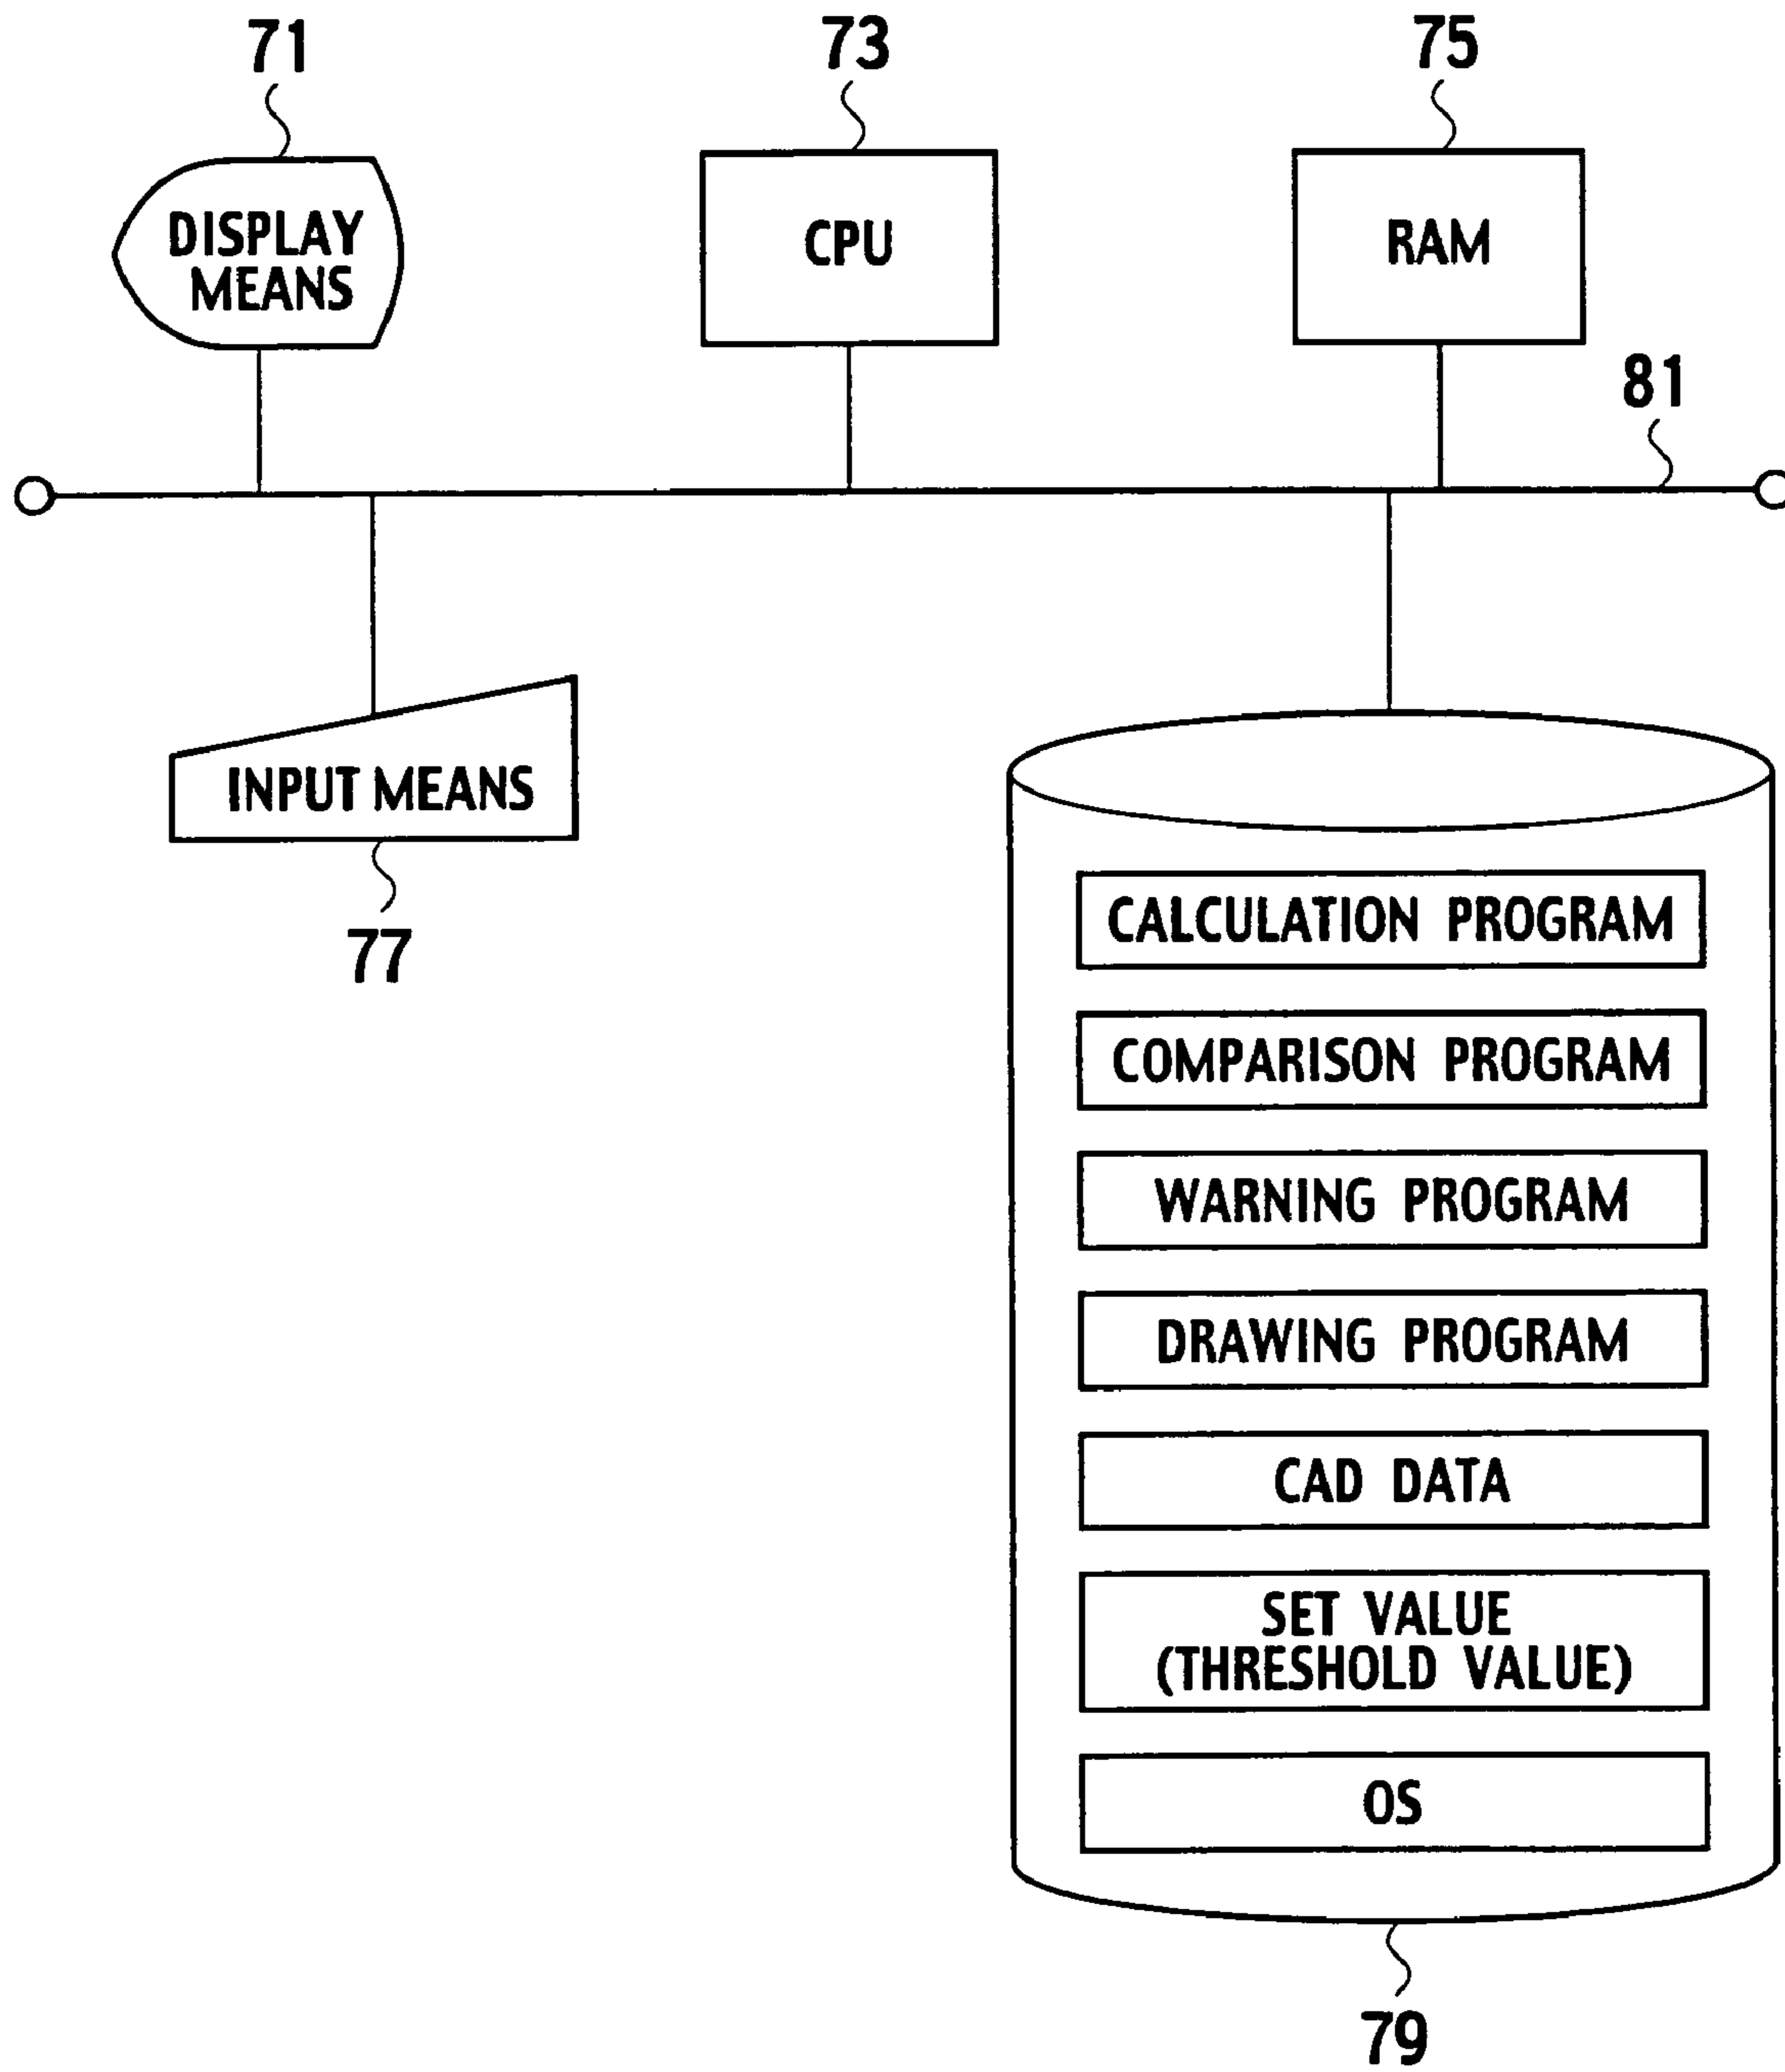 71
73
75
DISPLAY
MEANS
CPU
RAM
81
INPUT MEANS
77
CALCULATION PROGRAM
COMPARISON PROGRAM
WARNING PROGRAM
DRAWING PROGRAM
CAD DATA
SET VALUE
(THRESHOLD VALUE)
OS
79